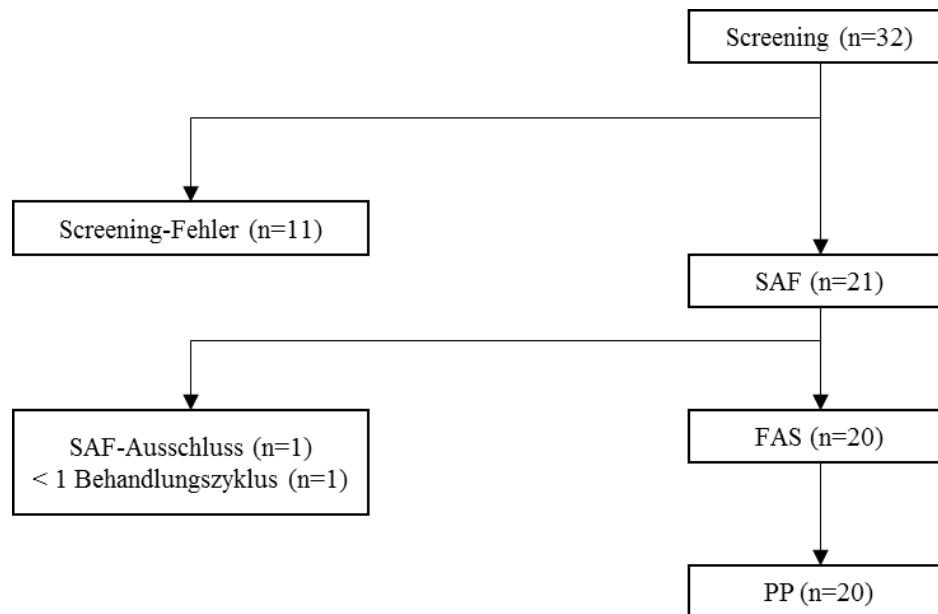 Screening (n=32)
Screening-Fehler (n=11)
SAF (n=21)
SAF-Ausschluss (n=1)
< 1 Behandlungszyklus (n=1)
FAS (n=20)
PP (n=20)